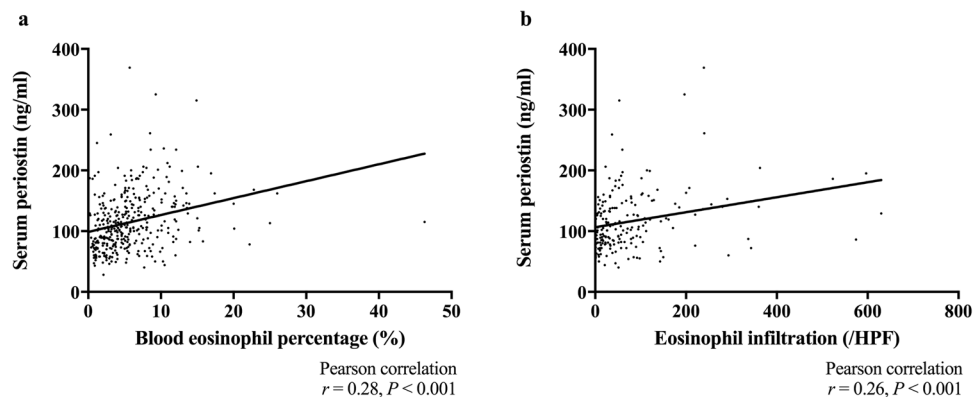 a
400
300
200
100
0
Serum periostin (ng/ml)
0 10 20 30 40 50
Blood eosinophil percentage (%)
Pearson correlation
r = 0.28, P < 0.001
b
400
300
200
100
0
Serum periostin (ng/ml)
0 200 400 600 800
Eosinophil infiltration (/HPF)
Pearson correlation
r = 0.26, P < 0.001